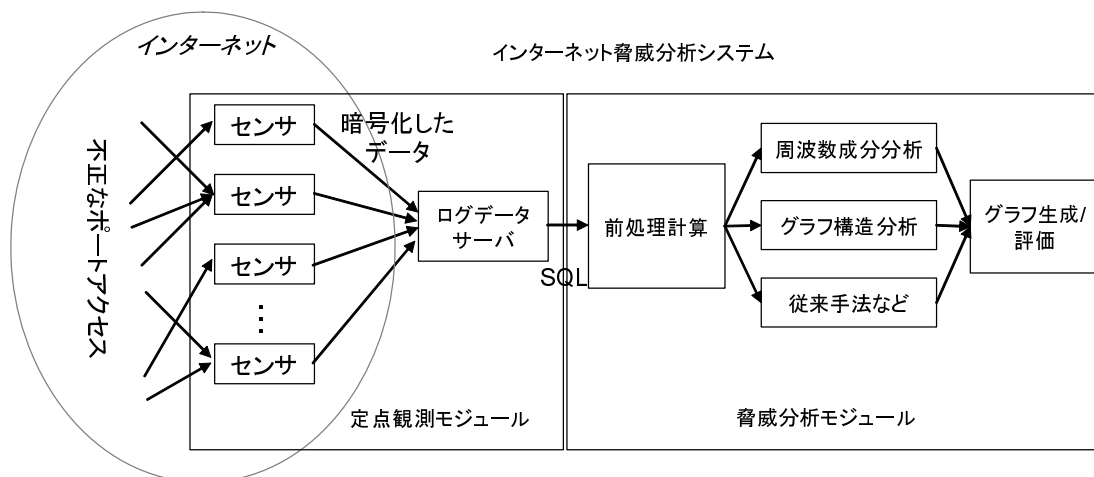 インターネット
インターネット脅威分析システム
不正なポートアクセス
センサ
センサ
センサ
⋮
センサ
暗号化した
データ
ログデータ
サーバ
SQL
定点観測モジュール
前処理計算
周波数成分分析
グラフ構造分析
従来手法など
グラフ生成/
評価
脅威分析モジュール